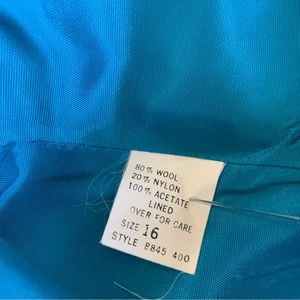 80% WOOL
20% NYLON
100% ACETATE
LINED
OVER FOR CARE
SIZE 16
STYLE 8845 400